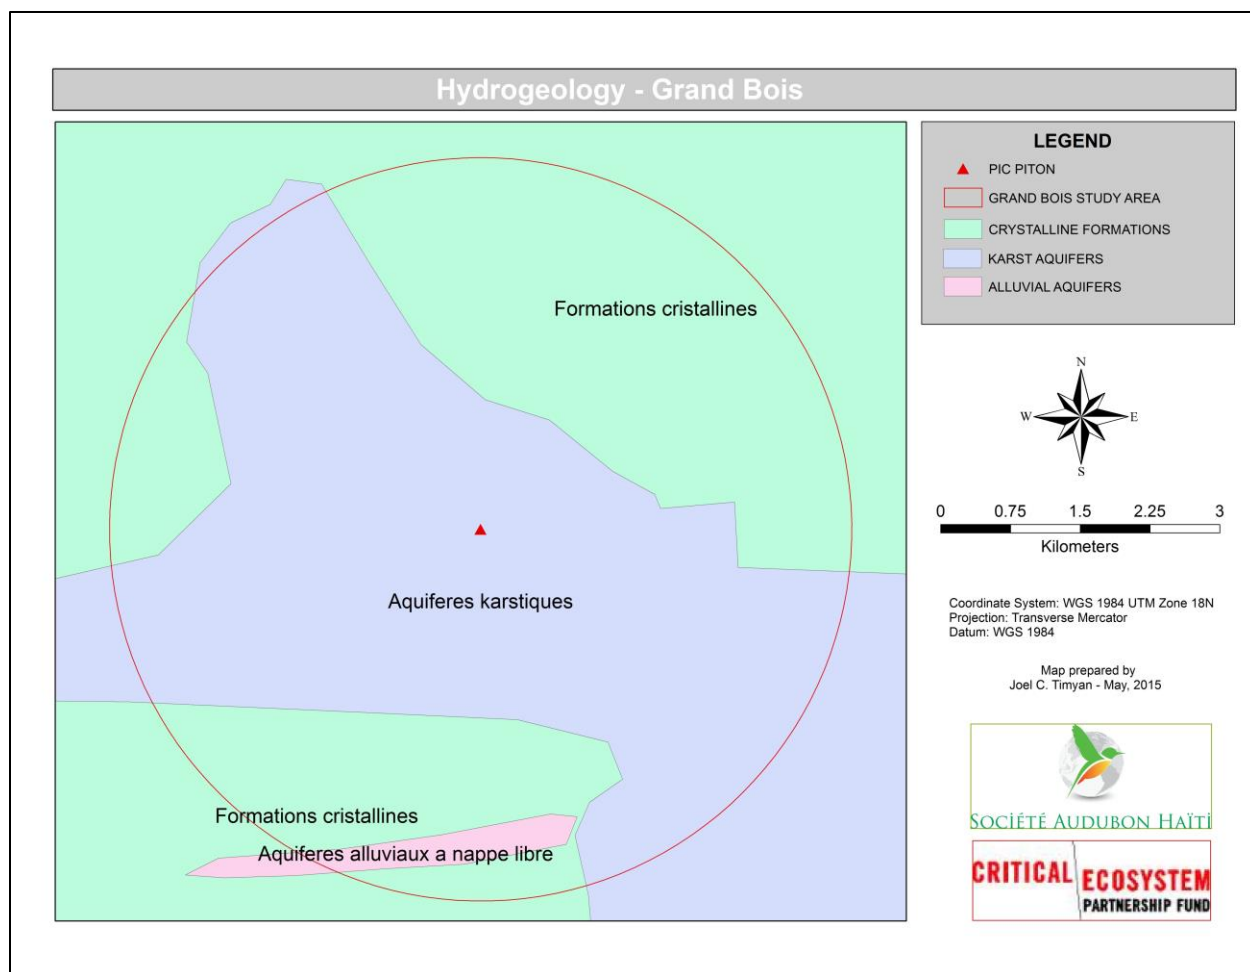 Hydrogeology - Grand Bois
Formations cristallines
Aquiferes karstiques
Formations cristallines
Aquiferes alluviaux a nappe libre
LEGEND
PIC PITON
GRAND BOIS STUDY AREA
CRYSTALLINE FORMATIONS
KARST AQUIFERS
ALLUVIAL AQUIFERS
N
W E
S
0 0.75 1.5 2.25 3
Kilometers
Coordinate System: WGS 1984 UTM Zone 18N
Projection: Transverse Mercator
Datum: WGS 1984
Map prepared by
Joel C. Timyan - May, 2015
SOCIÉTÉ AUDUBON HAÏTI
CRITICAL ECOSYSTEM
PARTNERSHIP FUND